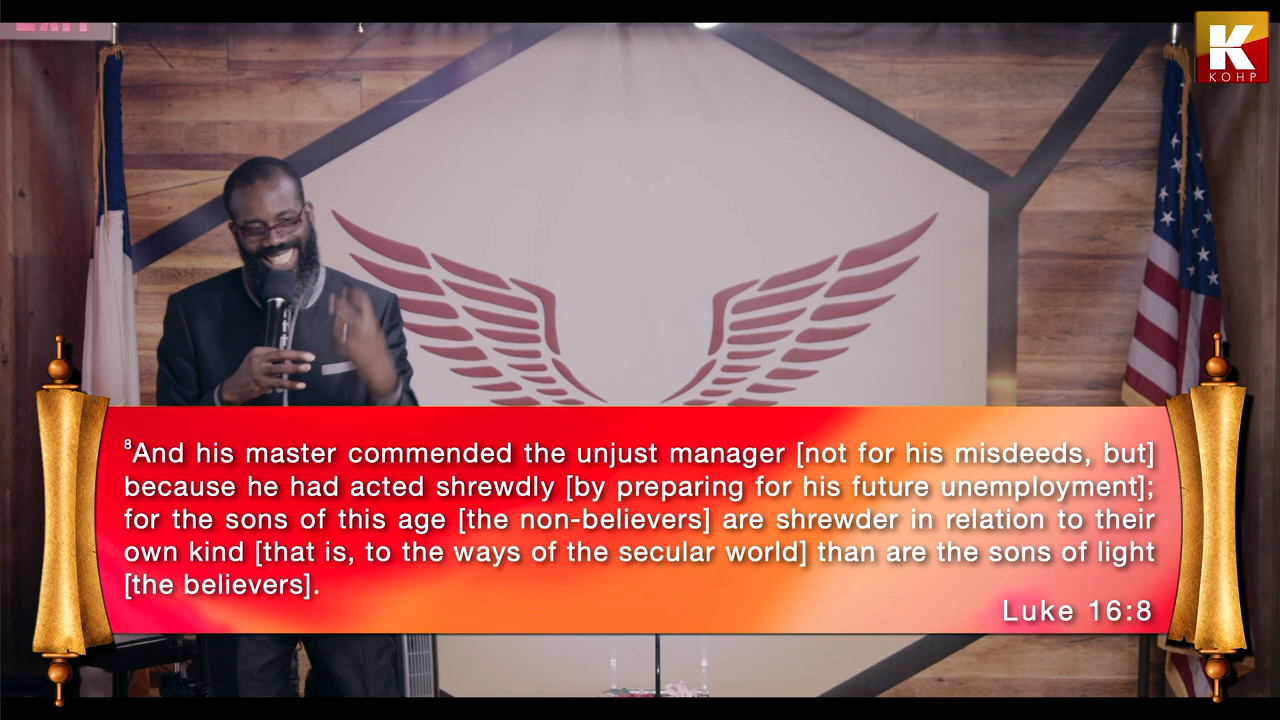 EXIT
K
KOHP
⁸And his master commended the unjust manager [not for his misdeeds, but]
because he had acted shrewdly [by preparing for his future unemployment];
for the sons of this age [the non-believers] are shrewder in relation to their
own kind [that is, to the ways of the secular world] than are the sons of light
[the believers].
Luke 16:8